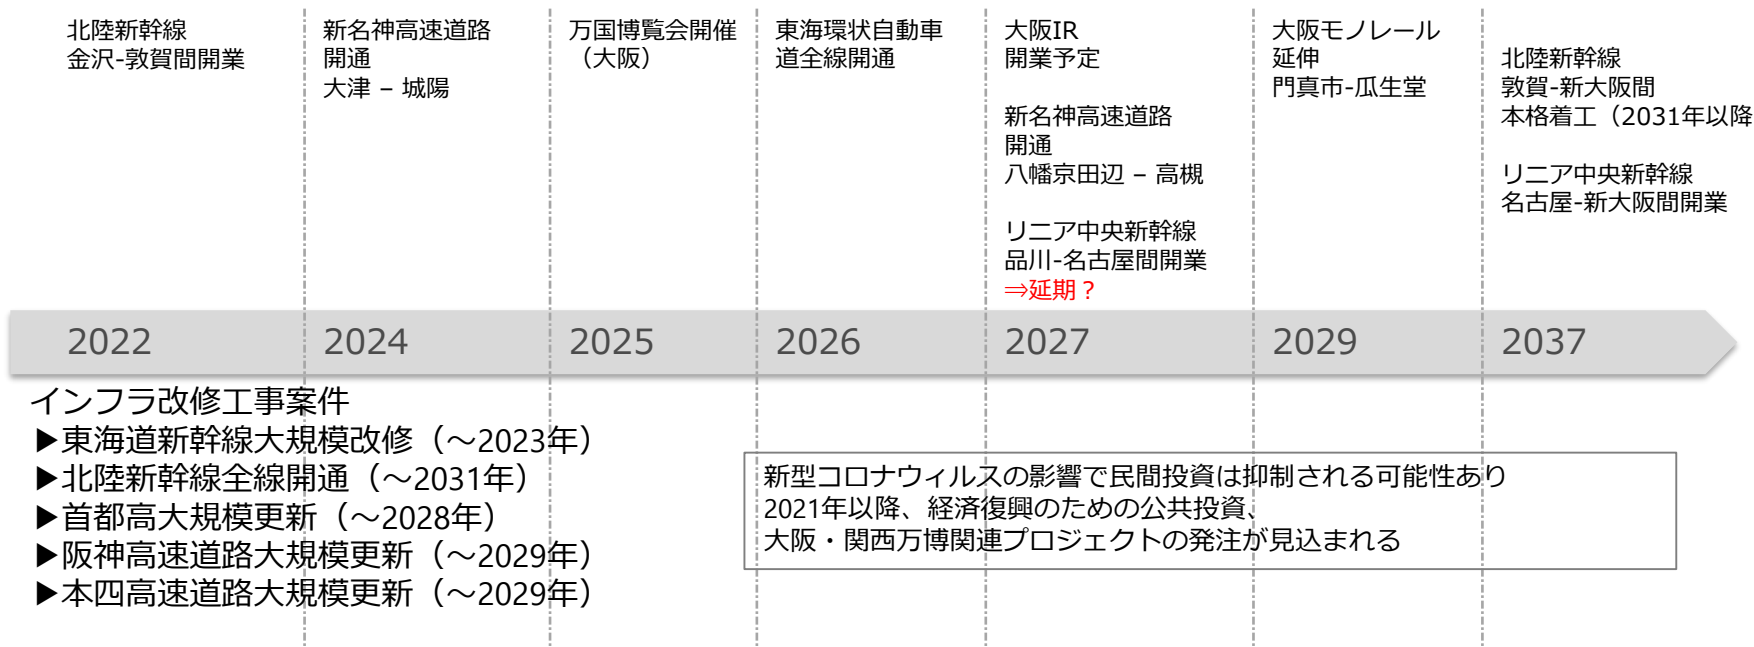 北陸新幹線
金沢-敦賀間開業
新名神高速道路
開通
大津 – 城陽
万国博覧会開催
（大阪）
東海環状自動車
道全線開通
大阪IR
開業予定
新名神高速道路
開通
八幡京田辺 – 高槻
リニア中央新幹線
品川-名古屋間開業
⇒延期？
大阪モノレール
延伸
門真市-瓜生堂
北陸新幹線
敦賀-新大阪間
本格着工（2031年以降
リニア中央新幹線
名古屋-新大阪間開業
2022
2024
2025
2026
2027
2029
2037
インフラ改修工事案件
▶東海道新幹線大規模改修（～2023年）
▶北陸新幹線全線開通（～2031年）
▶首都高大規模更新（～2028年）
▶阪神高速道路大規模更新（～2029年）
▶本四高速道路大規模更新（～2029年）
新型コロナウィルスの影響で民間投資は抑制される可能性あり
2021年以降、経済復興のための公共投資、
大阪・関西万博関連プロジェクトの発注が見込まれる